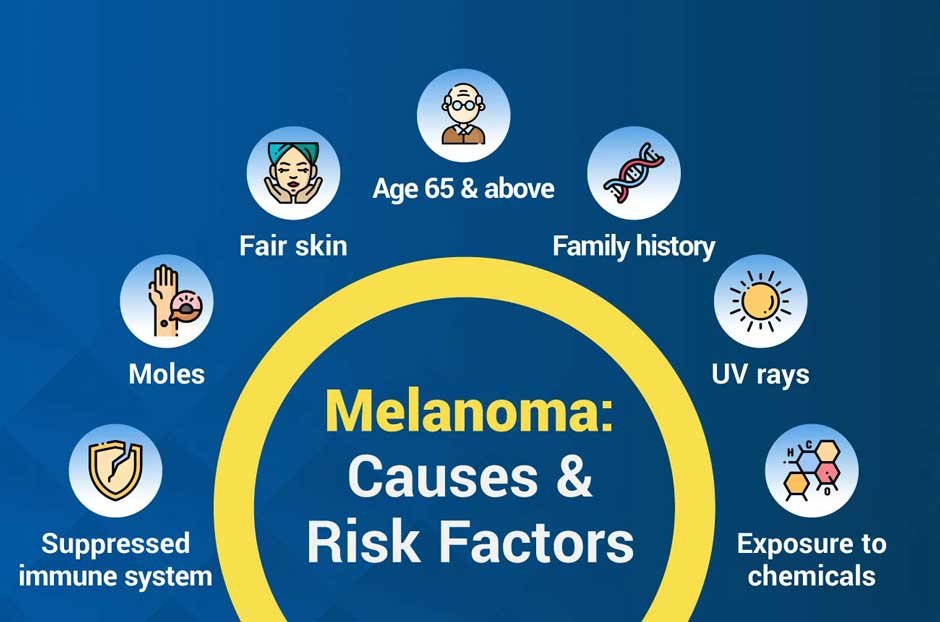 Age 65 & above
Fair skin
Family history
Moles
UV rays
Melanoma:
Causes &
Risk Factors
Suppressed
immune system
Exposure to
chemicals
H
C
O